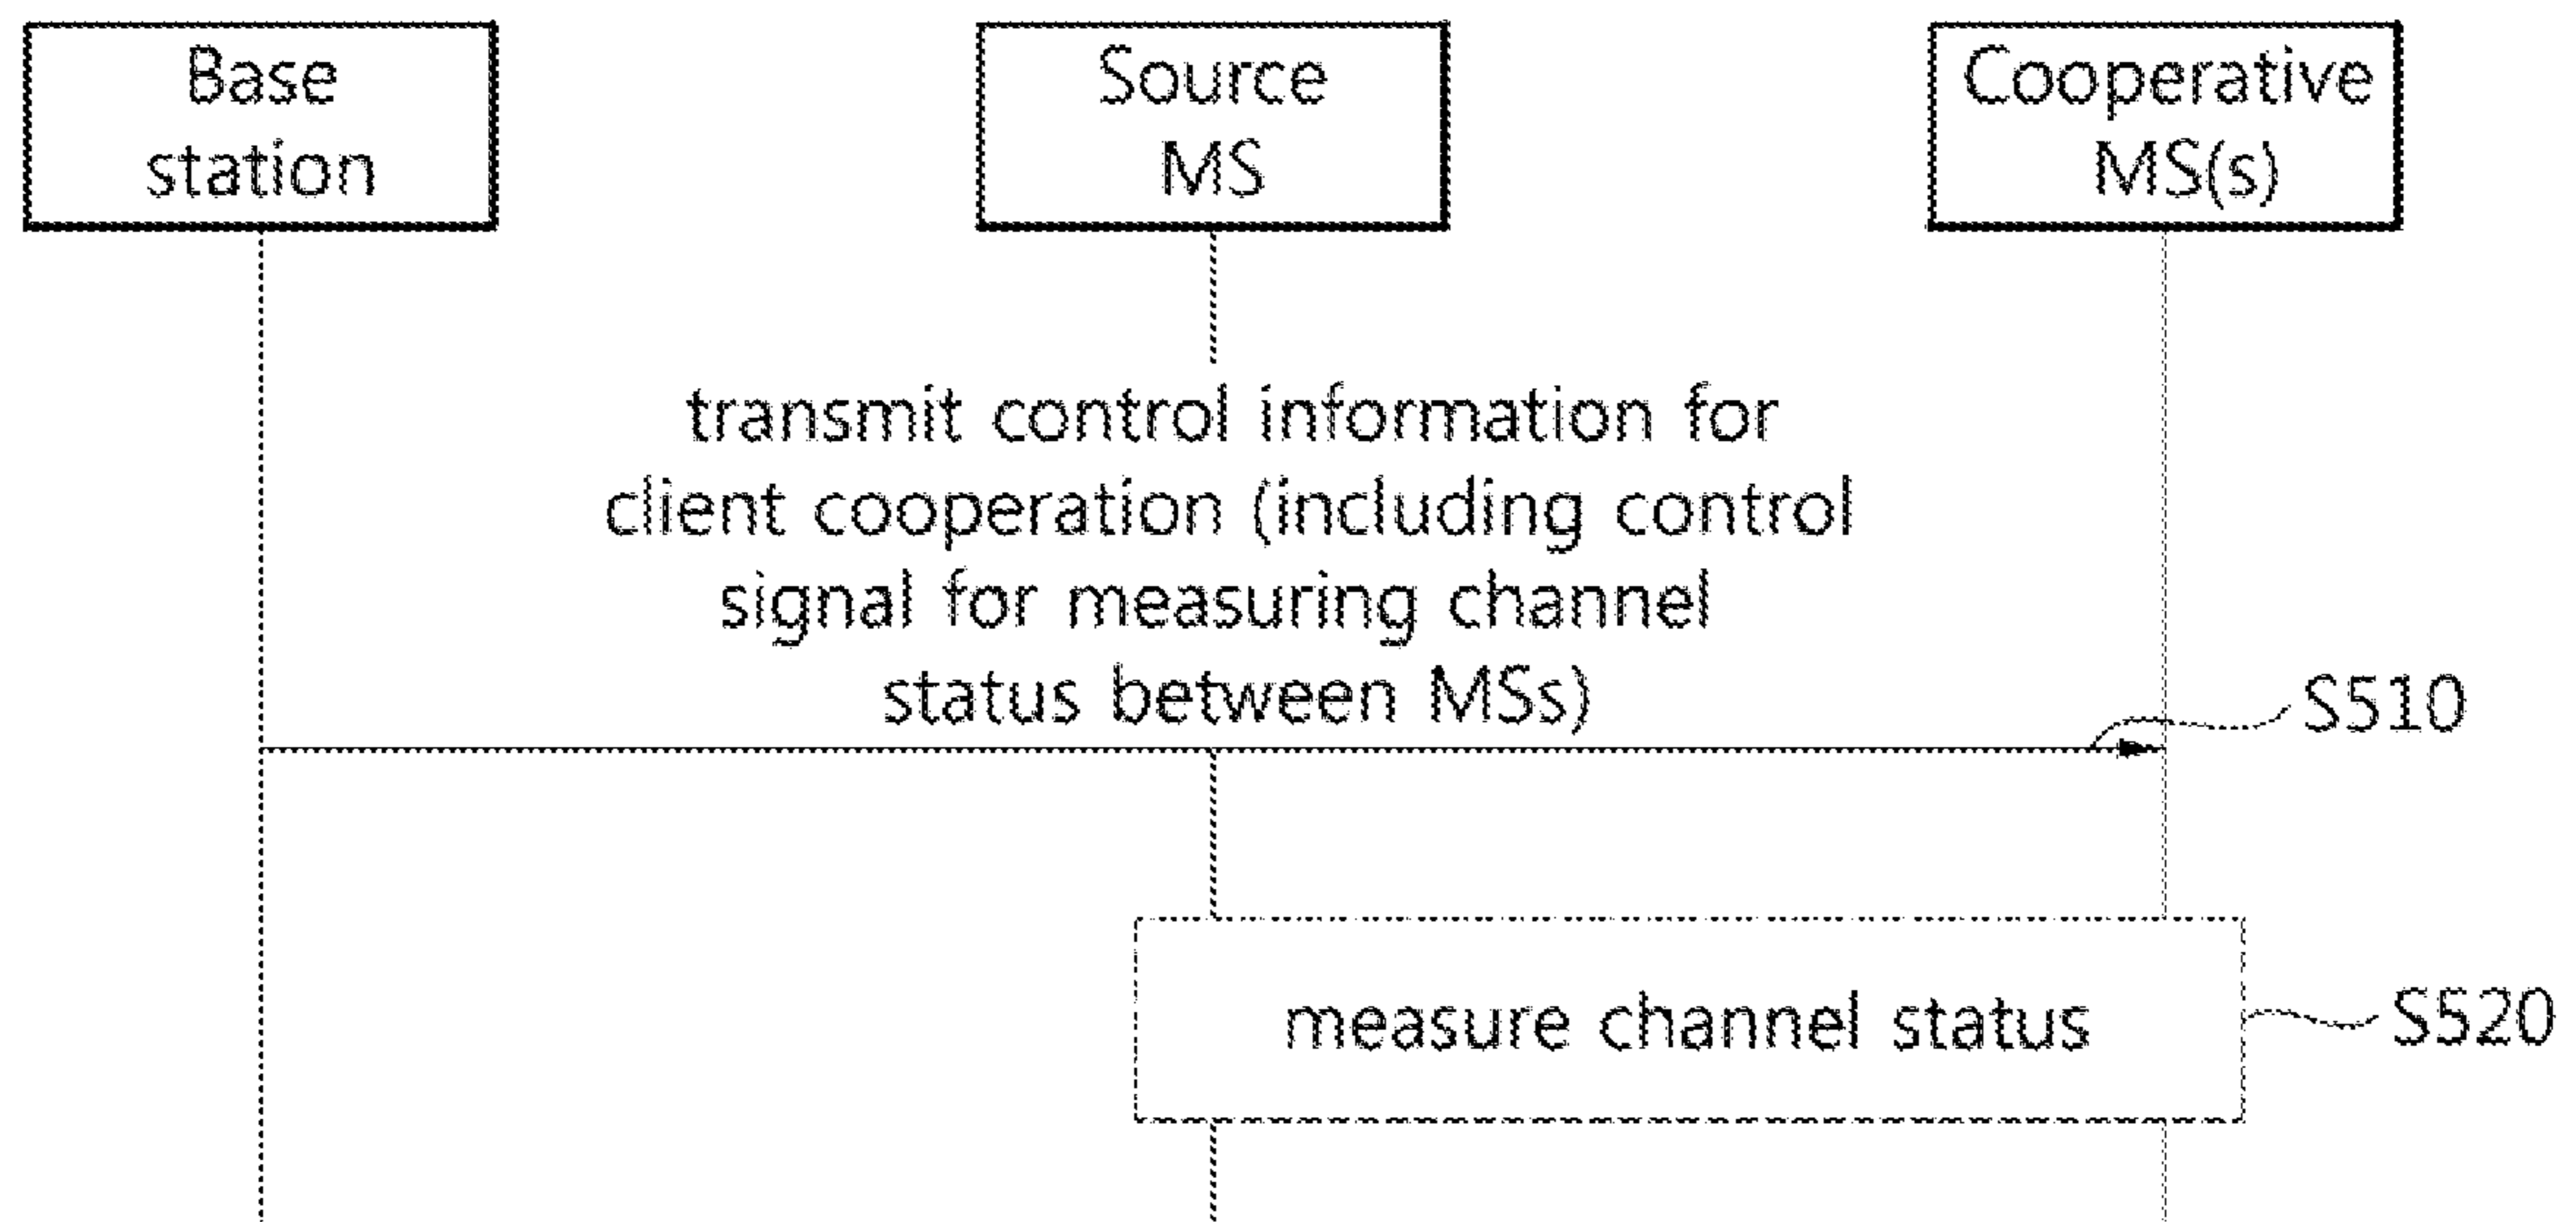 Base
station
Source
MS
Cooperative
MS(s)
transmit control information for
client cooperation (including control
signal for measuring channel
status between MSs)
S510
measure channel status
S520